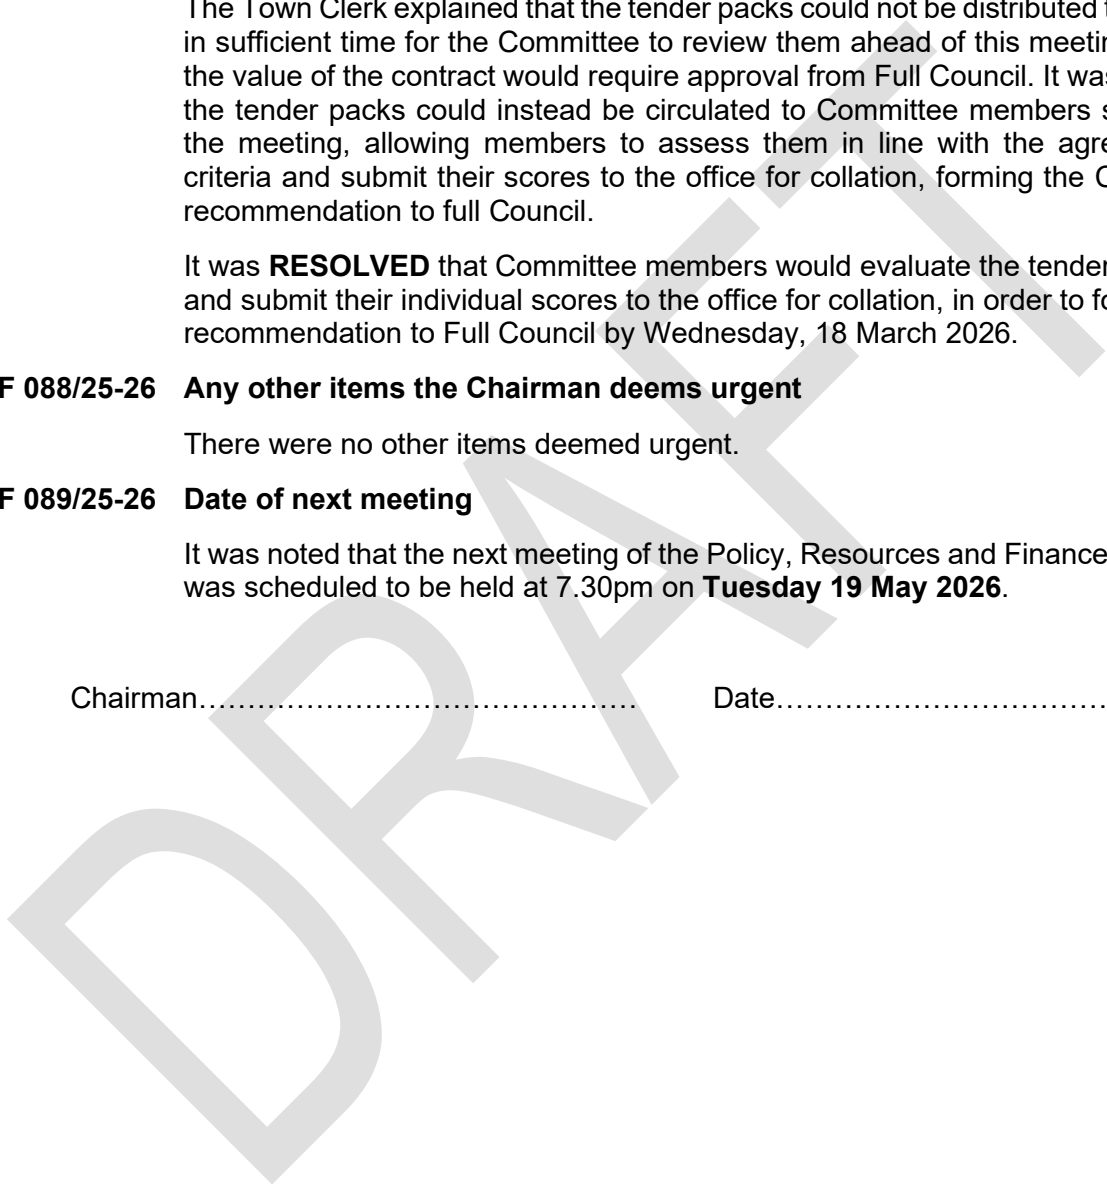 The Town Clerk explained that the tender packs could not be distributed
in sufficient time for the Committee to review them ahead of this
the value of the contract would require approval from Full Council. It was
the tender packs could instead be circulated to Committee members
the meeting, allowing members to assess them in line with the
criteria and submit their scores to the office for collation, forming the
recommendation to full Council.
It was RESOLVED that Committee members would evaluate the tender
and submit their individual scores to the office for collation, in order to
recommendation to Full Council by Wednesday, 18 March 2026.
F 088/25-26 Any other items the Chairman deems urgent
There were no other items deemed urgent.
F 089/25-26 Date of next meeting
It was noted that the next meeting of the Policy, Resources and Finance
was scheduled to be held at 7.30pm on Tuesday 19 May 2026.
Chairman............................................ Date.................................
DRAFT